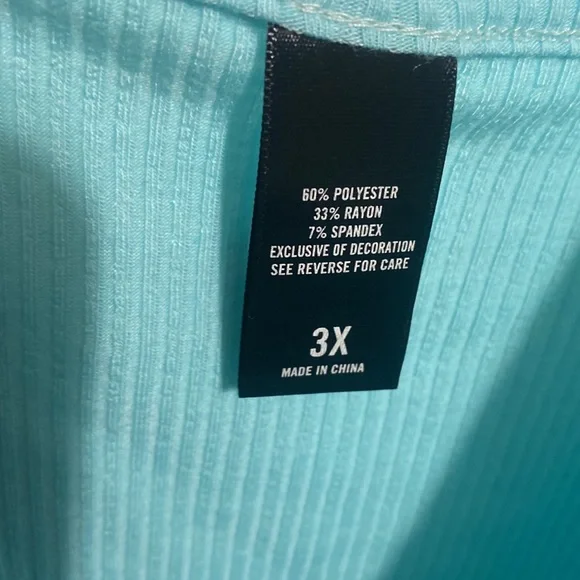 60% POLYESTER
33% RAYON
7% SPANDEX
EXCLUSIVE OF DECORATION
SEE REVERSE FOR CARE
3X
MADE IN CHINA